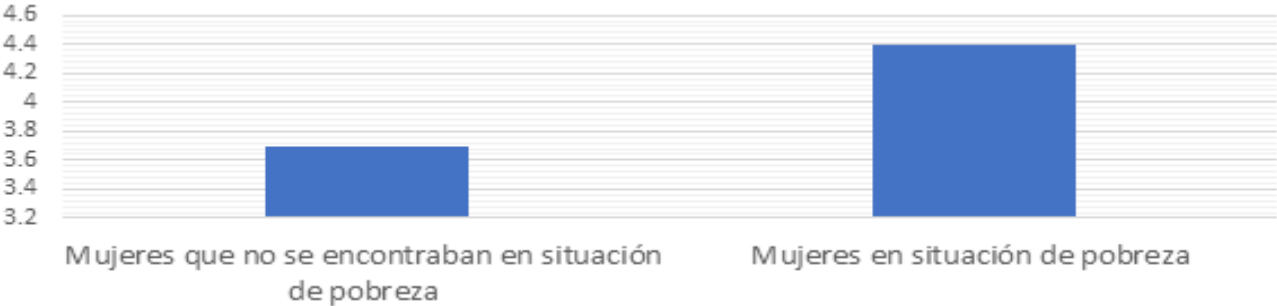 4.6
4.4
4.2
4
3.8
3.6
3.4
3.2
Mujeres que no se encontraban en situación
de pobreza
Mujeres en situación de pobreza